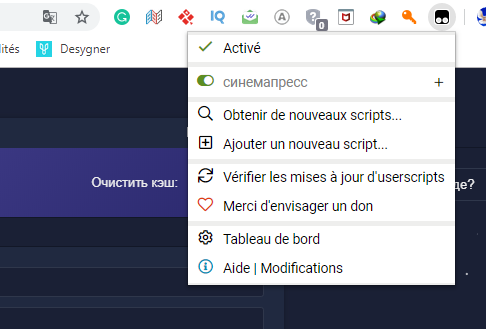 IQ
A
0
lités
Desygner
Activé
синемапресс
Obtenir de nouveaux scripts...
Ajouter un nouveau script...
Очистить кэш:
Vérifier les mises à jour d'userscripts
де?
Merci d'envisager un don
Tableau de bord
Aide | Modifications